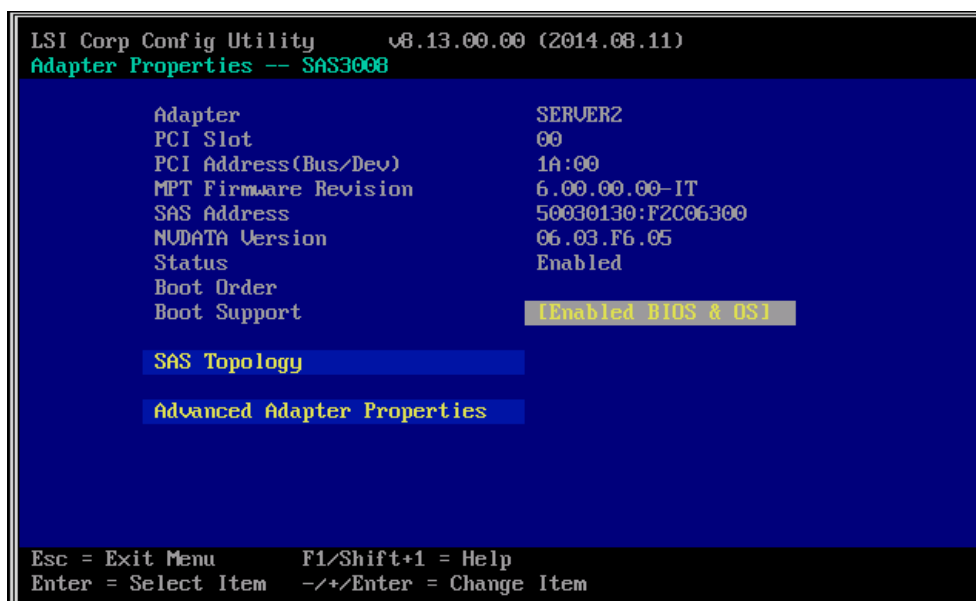 LSI Corp Config Utility v8.13.00.00 (2014.08.11)
Adapter Properties -- SAS3008
Adapter SERVER2
PCI Slot 00
PCI Address(Bus/Dev) 1A:00
MPT Firmware Revision 6.00.00.00-IT
SAS Address 50030130:F2C06300
NVDATA Version 06.03.F6.05
Status Enabled
Boot Order
Boot Support [Enabled BIOS & OS]
SAS Topology
Advanced Adapter Properties
Esc = Exit Menu F1/Shift+1 = Help
Enter = Select Item -/+/Enter = Change Item